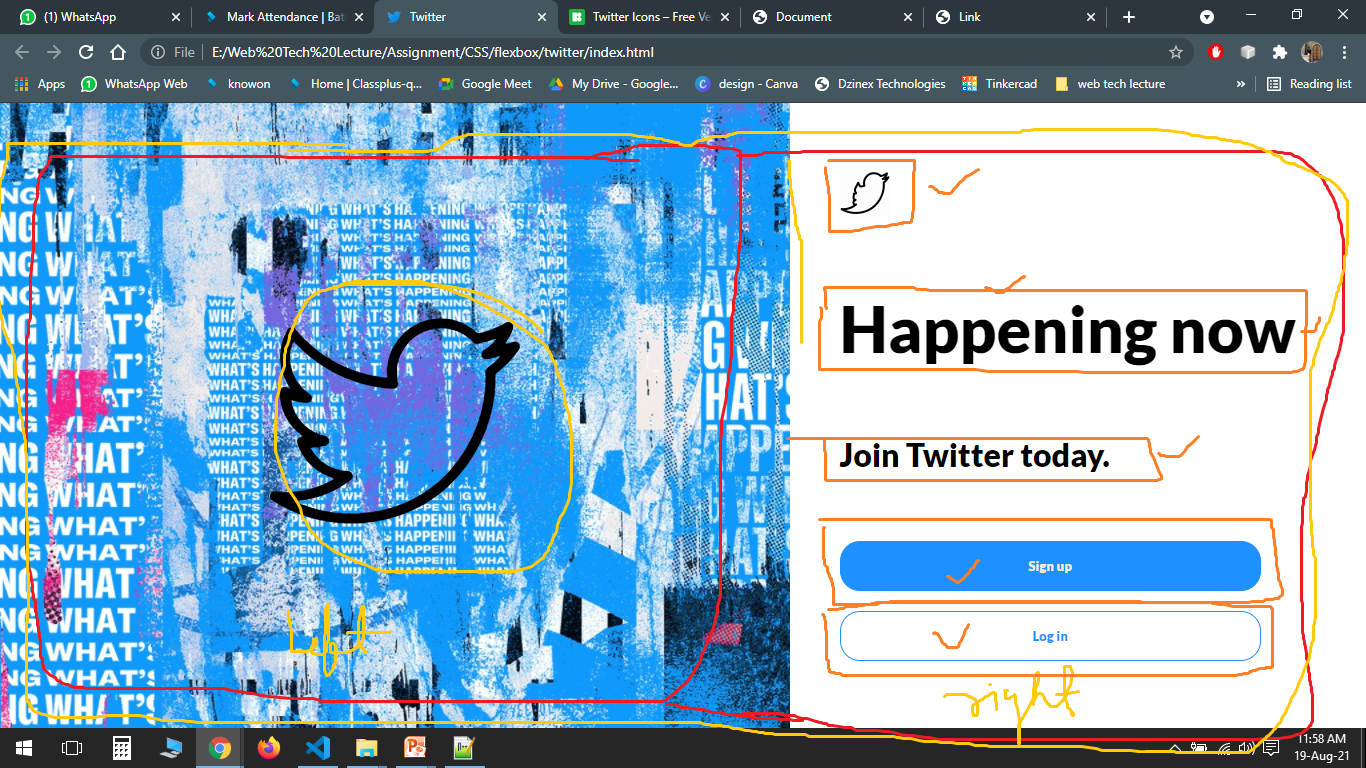 (1) WhatsApp
Mark Attendance | Bat
Twitter
Twitter Icons – Free Ve
Document
Link
File
E:/Web%20Tech%20Lecture/Assignment/CSS/flexbox/twitter/index.html
Apps
WhatsApp Web
knowon
Home | Classplus-q...
Google Meet
My Drive - Google...
design - Canva
Dzinex Technologies
Tinkercad
web tech lecture
»
Reading list
NG WHAT'S
WHAT'S HAPPENING
Happening now
Join Twitter today.
Sign up
Log in
Left
right
11:58 AM
19-Aug-21